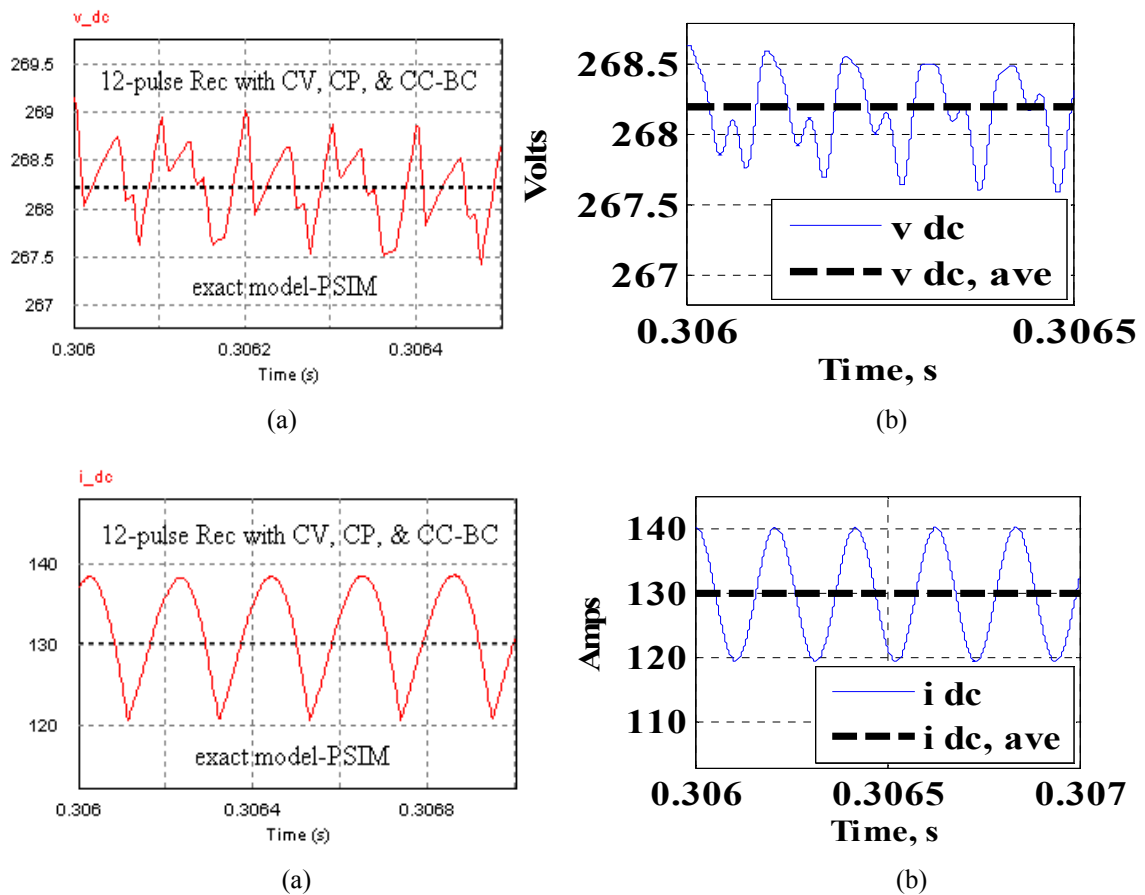 v_dc
269.5
269
268.5
268
267.5
267
12-pulse Rec with CV, CP, & CC-BC
exact model-PSIM
0.306
0.3062
0.3064
Time (s)
(a)
Volts
268.5
268
267.5
267
v dc
v dc, ave
0.306
0.3065
Time, s
(b)
i_dc
140
130
120
12-pulse Rec with CV, CP, & CC-BC
exact model-PSIM
0.306
0.3064
0.3068
Time (s)
(a)
Amps
140
130
120
110
i dc
i dc, ave
0.306
0.3065
0.307
Time, s
(b)